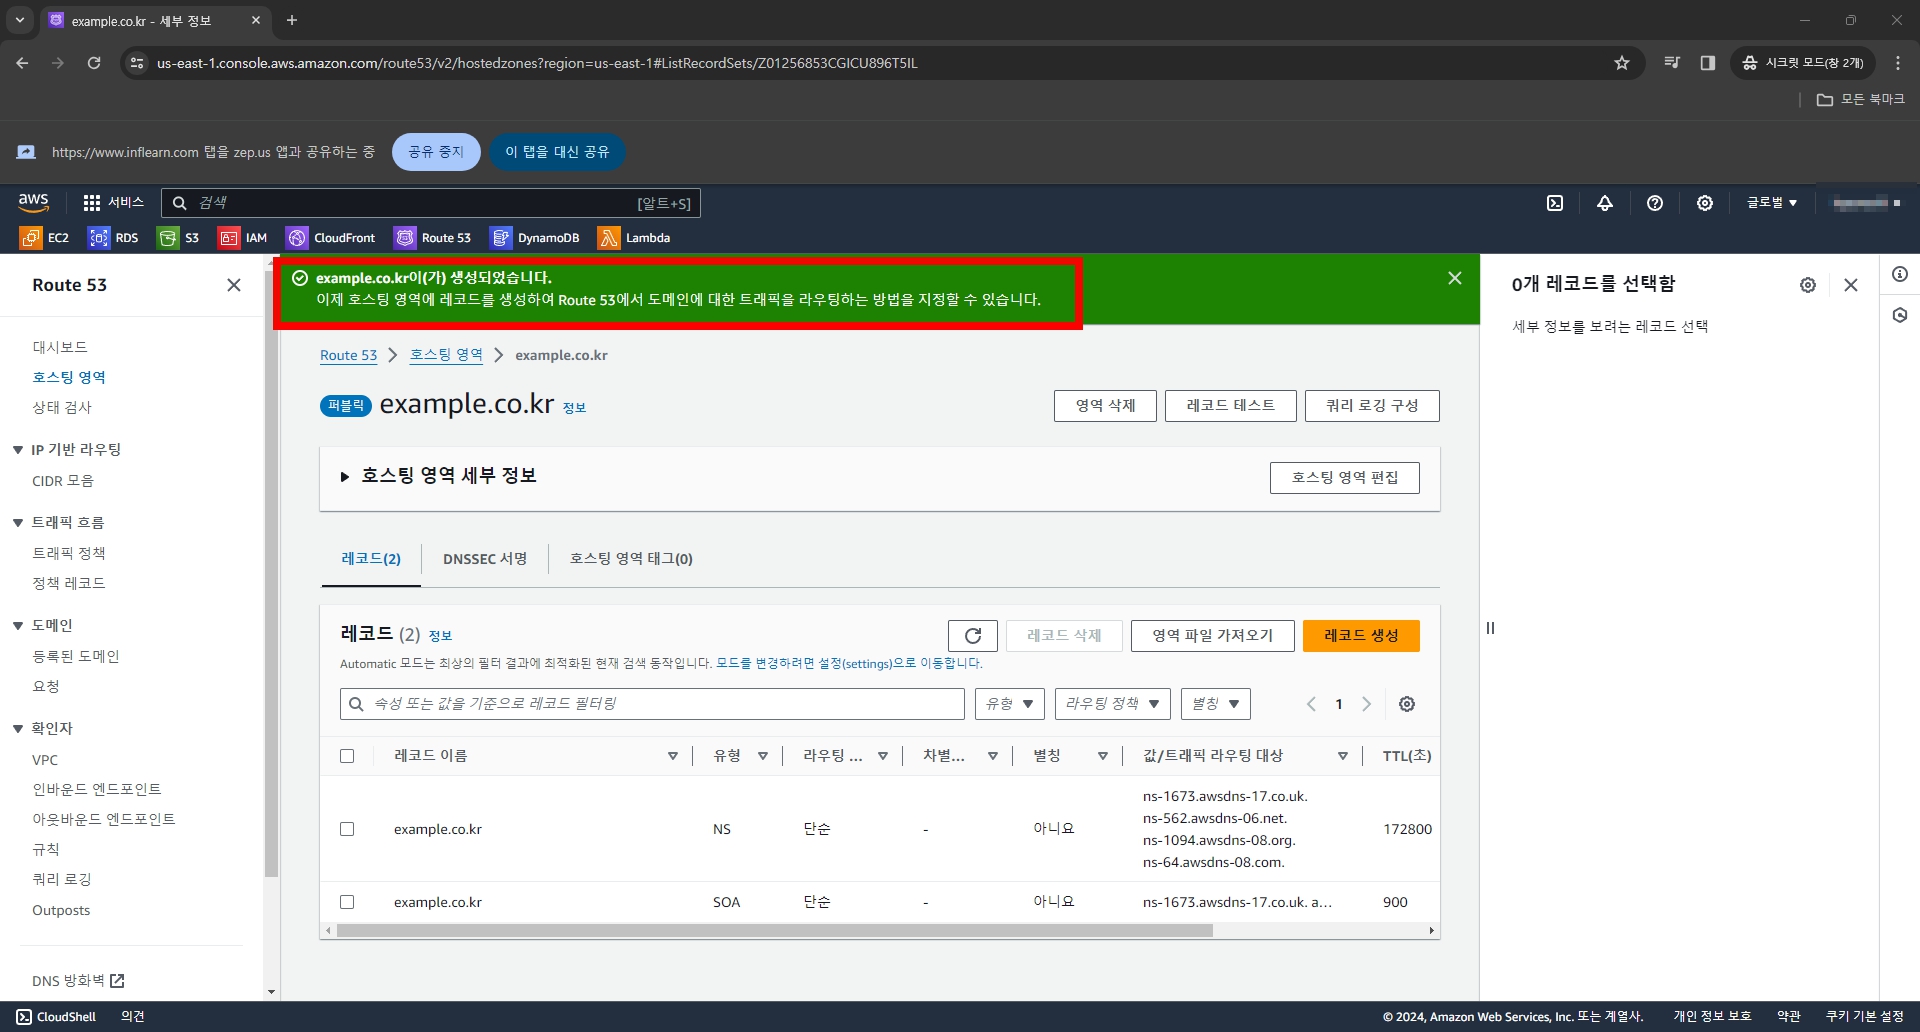 example.co.kr - 세부 정보
us-east-1.console.aws.amazon.com/route53/v2/hostedzones?region=us-east-1#ListRecordSets/Z01256853CGICU896T5IL
시크릿 모드(창 2개)
모든 북마크
https://www.inflearn.com 탭을 zep.us 앱과 공유하는 중
공유 중지
이 탭을 대신 공유
aws
서비스
검색
[알트+S]
글로벌
EC2
RDS
S3
IAM
CloudFront
Route 53
DynamoDB
Lambda
Route 53
대시보드
호스팅 영역
상태 검사
IP 기반 라우팅
CIDR 모음
트래픽 흐름
트래픽 정책
정책 레코드
도메인
등록된 도메인
요청
확인자
VPC
인바운드 엔드포인트
아웃바운드 엔드포인트
규칙
쿼리 로깅
Outposts
DNS 방화벽
example.co.kr이(가) 생성되었습니다.
이제 호스팅 영역에 레코드를 생성하여 Route 53에서 도메인에 대한 트래픽을 라우팅하는 방법을 지정할 수 있습니다.
Route 53
호스팅 영역
example.co.kr
퍼블릭
example.co.kr
정보
영역 삭제
레코드 테스트
쿼리 로깅 구성
호스팅 영역 세부 정보
호스팅 영역 편집
레코드(2)
DNSSEC 서명
호스팅 영역 태그(0)
레코드 (2)
정보
레코드 삭제
영역 파일 가져오기
레코드 생성
Automatic 모드는 최상의 필터 결과에 최적화된 현재 검색 동작입니다. 모드를 변경하려면 설정(settings)으로 이동합니다.
속성 또는 값을 기준으로 레코드 필터링
유형
라우팅 정책
별칭
1
레코드 이름
유형
라우팅 ...
차별...
별칭
값/트래픽 라우팅 대상
TTL(초)
example.co.kr
NS
단순
-
아니요
ns-1673.awsdns-17.co.uk.
ns-562.awsdns-06.net.
ns-1094.awsdns-08.org.
ns-64.awsdns-08.com.
172800
example.co.kr
SOA
단순
-
아니요
ns-1673.awsdns-17.co.uk. a...
900
0개 레코드를 선택함
세부 정보를 보려는 레코드 선택
CloudShell
의견
© 2024, Amazon Web Services, Inc. 또는 계열사.
개인 정보 보호
약관
쿠키 기본 설정